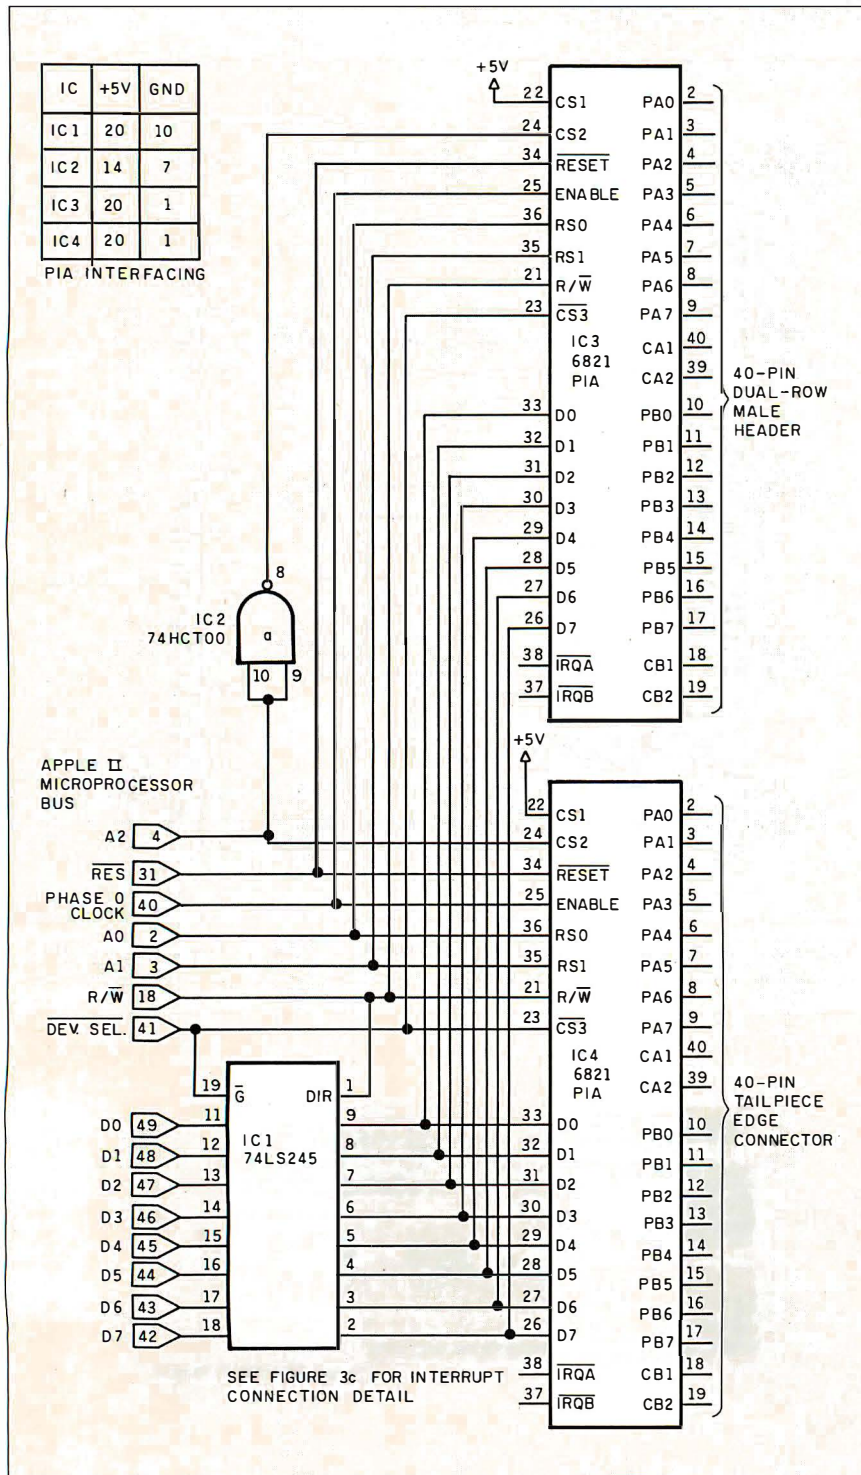 IC +5V GND
IC1 20 10
IC2 14 7
IC3 20 1
IC4 20 1
PIA INTERFACING
+5V
22 CS1 PA0 2
24 CS2 PA1 3
34 RESET PA2 4
25 ENABLE PA3 5
36 RS0 PA4 6
35 RS1 PA5 7
21 R/W PA6 8
23 CS3 PA7 9
IC3
6821
PIA
CA1 40
CA2 39
33 D0 PB0 10
32 D1 PB1 11
31 D2 PB2 12
30 D3 PB3 13
29 D4 PB4 14
28 D5 PB5 15
27 D6 PB6 16
26 D7 PB7 17
38 IRQA CB1 18
37 IRQB CB2 19
40-PIN
DUAL-ROW
MALE
HEADER
8
IC2
74HCT00
a
10 9
APPLE II
MICROPROCESSOR
BUS
A2 4
RES 31
PHASE 0
CLOCK 40
A0 2
A1 3
R/W 18
DEV. SEL. 41
+5V
22 CS1 PA0 2
24 CS2 PA1 3
34 RESET PA2 4
25 ENABLE PA3 5
36 RS0 PA4 6
35 RS1 PA5 7
21 R/W PA6 8
23 CS3 PA7 9
IC4
6821
PIA
CA1 40
CA2 39
33 D0 PB0 10
32 D1 PB1 11
31 D2 PB2 12
30 D3 PB3 13
29 D4 PB4 14
28 D5 PB5 15
27 D6 PB6 16
26 D7 PB7 17
38 IRQA CB1 18
37 IRQB CB2 19
40-PIN
TAILPIECE
EDGE
CONNECTOR
19 G DIR 1
IC1
74LS245
D0 49 11 9
D1 48 12 8
D2 47 13 7
D3 46 14 6
D4 45 15 5
D5 44 16 4
D6 43 17 3
D7 42 18 2
SEE FIGURE 3c FOR INTERRUPT
CONNECTION DETAIL